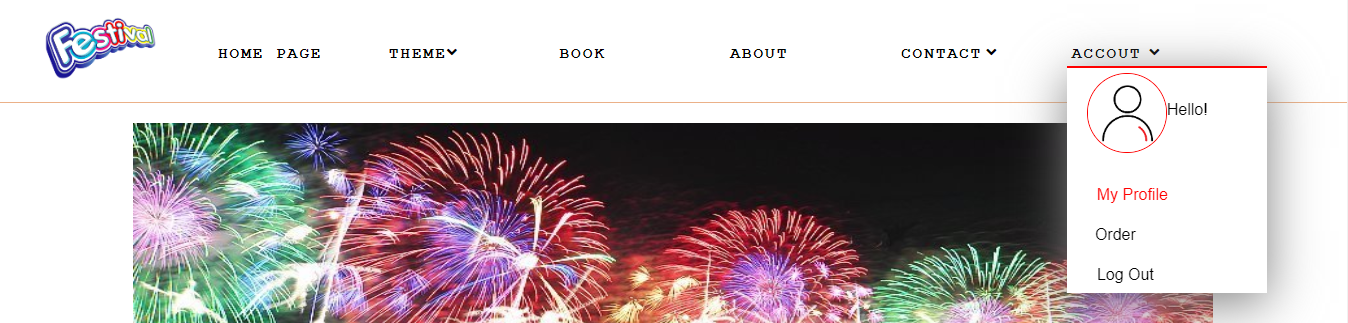 Festival
HOME PAGE THEME BOOK ABOUT CONTACT ACCOUT
Hello!
My Profile
Order
Log Out